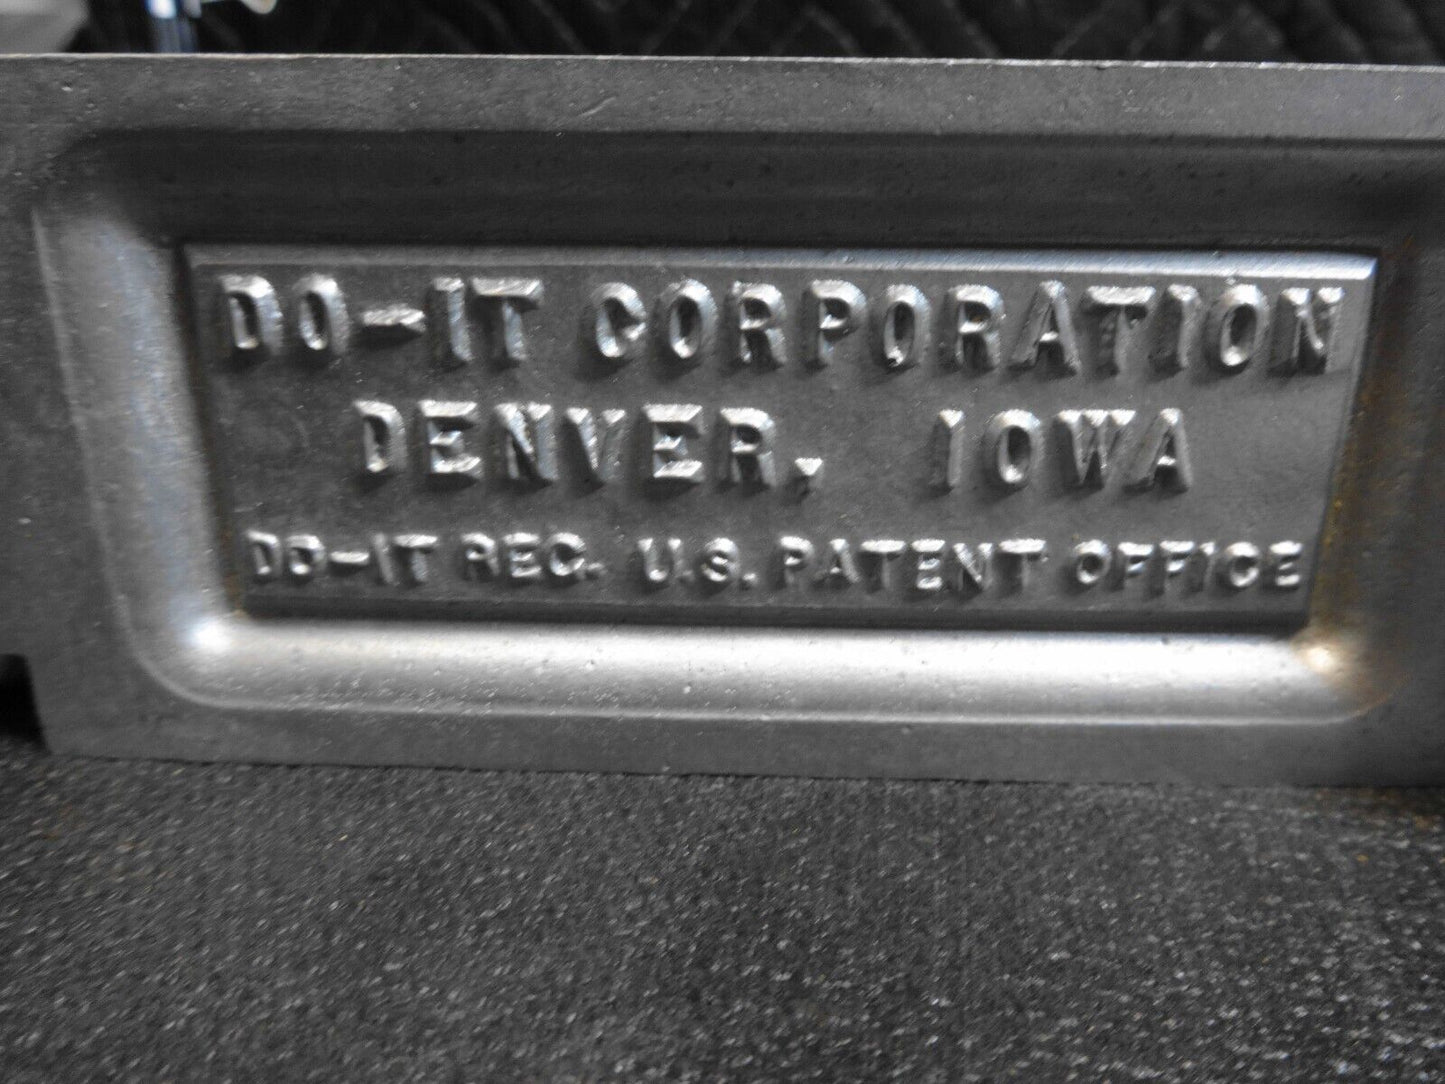 DO-IT CORPORATION
DENVER, IOWA
DO-IT REG. U.S. PATENT OFFICE